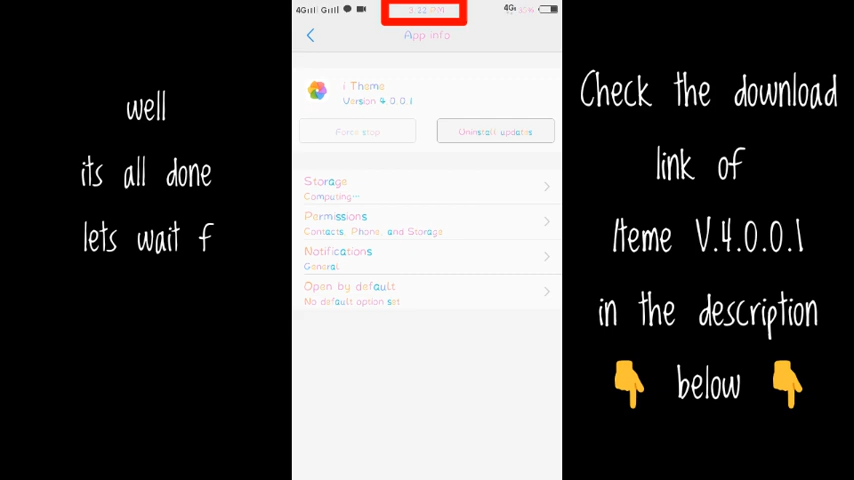 well
its all done
lets wait f
4G
4G
App info
i Theme
Version 4.0.0.1
Force stop
Uninstall updates
Storage
Computing...
Permissions
Contacts, Phone, and Storage
Notifications
General
Open by default
No default option set
Check the download
link of
Iteme V.4.0.0.1
in the description
👇 below 👇